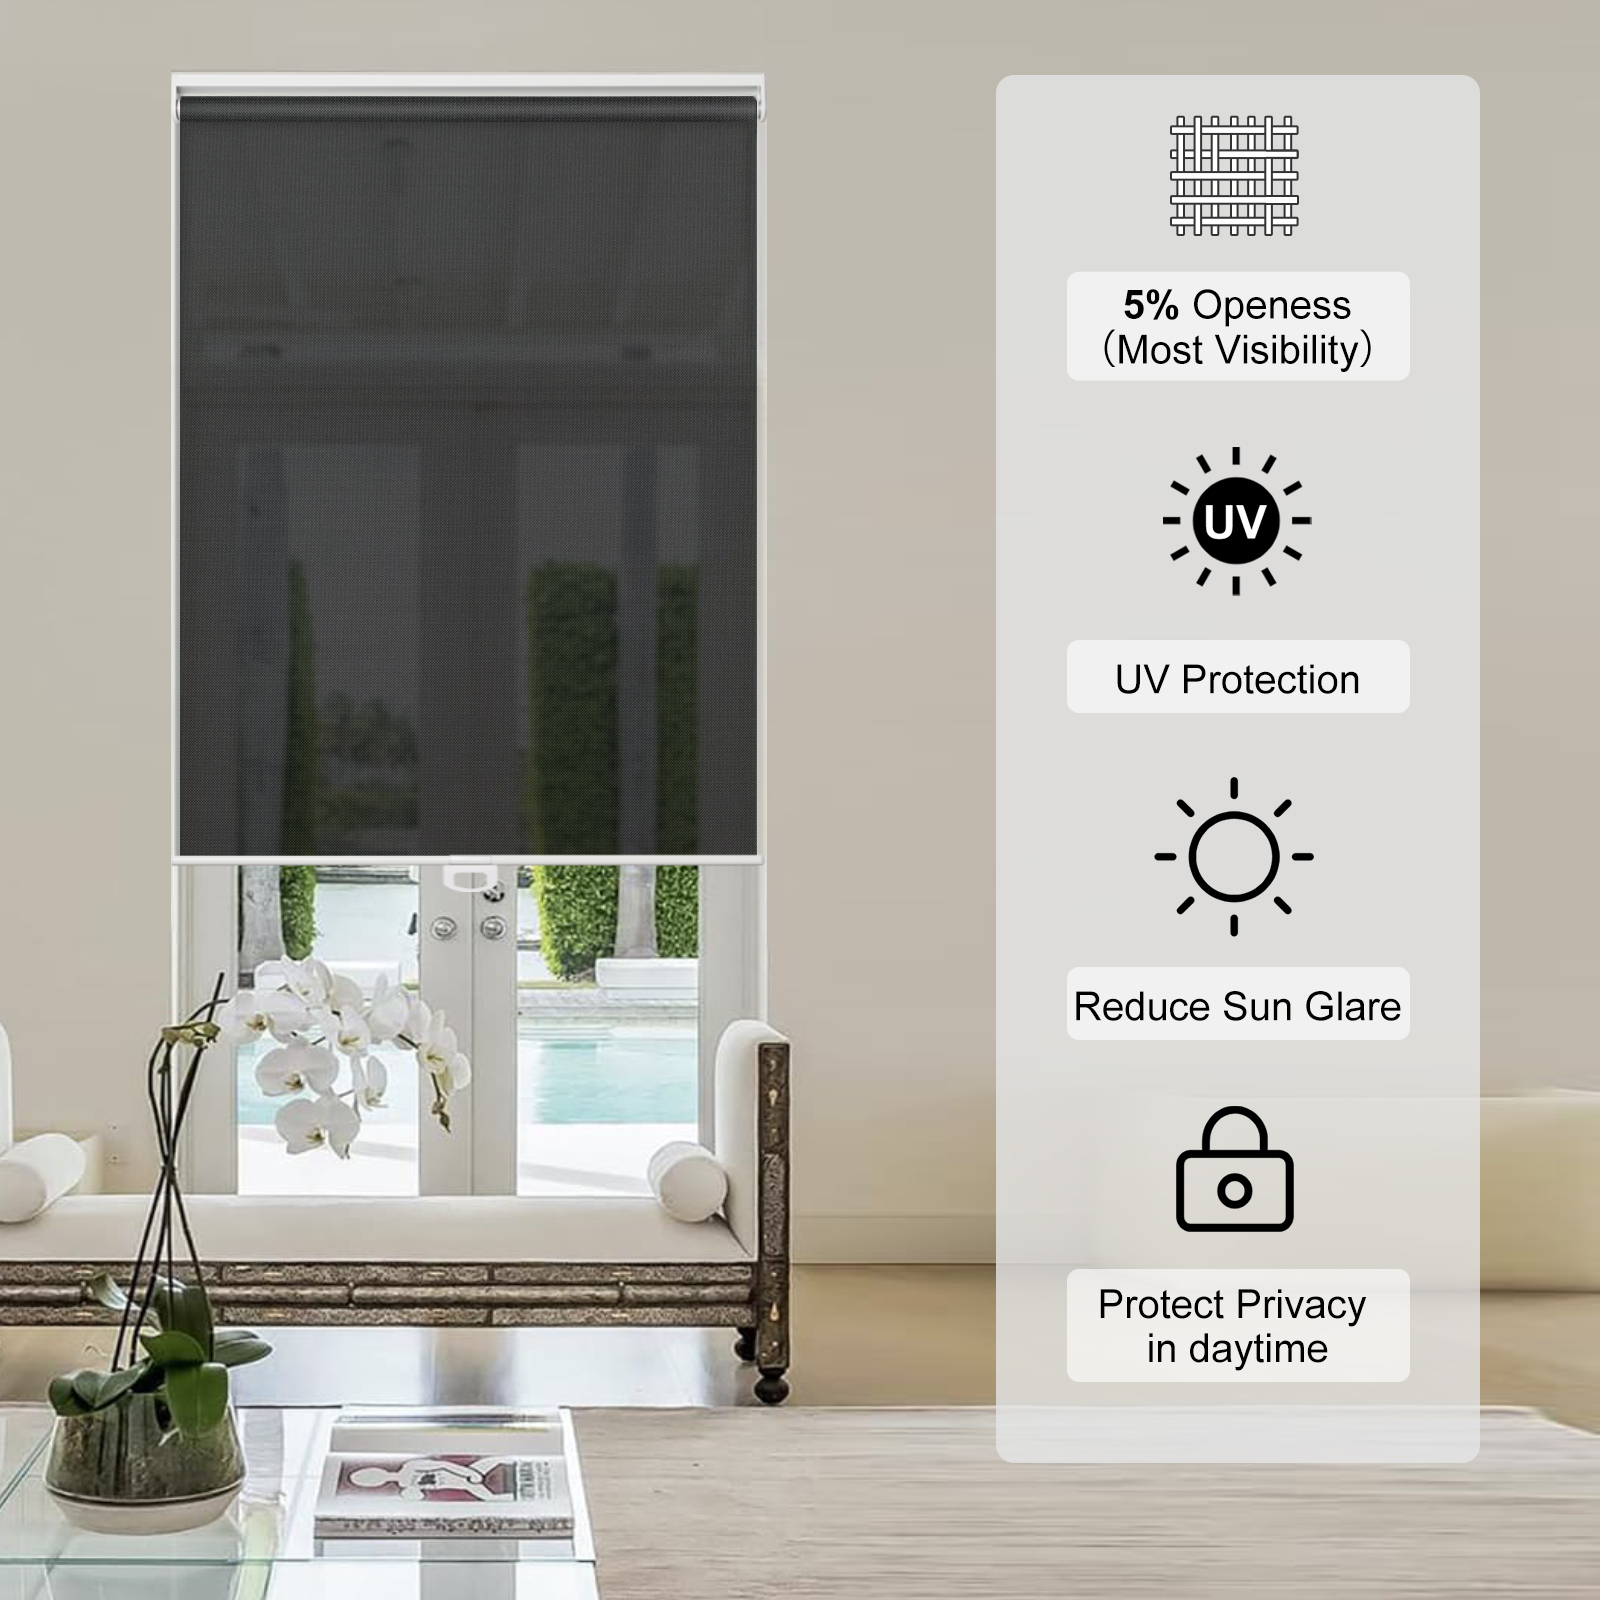 5% Openess
（Most Visibility）
UV
UV Protection
Reduce Sun Glare
Protect Privacy
in daytime